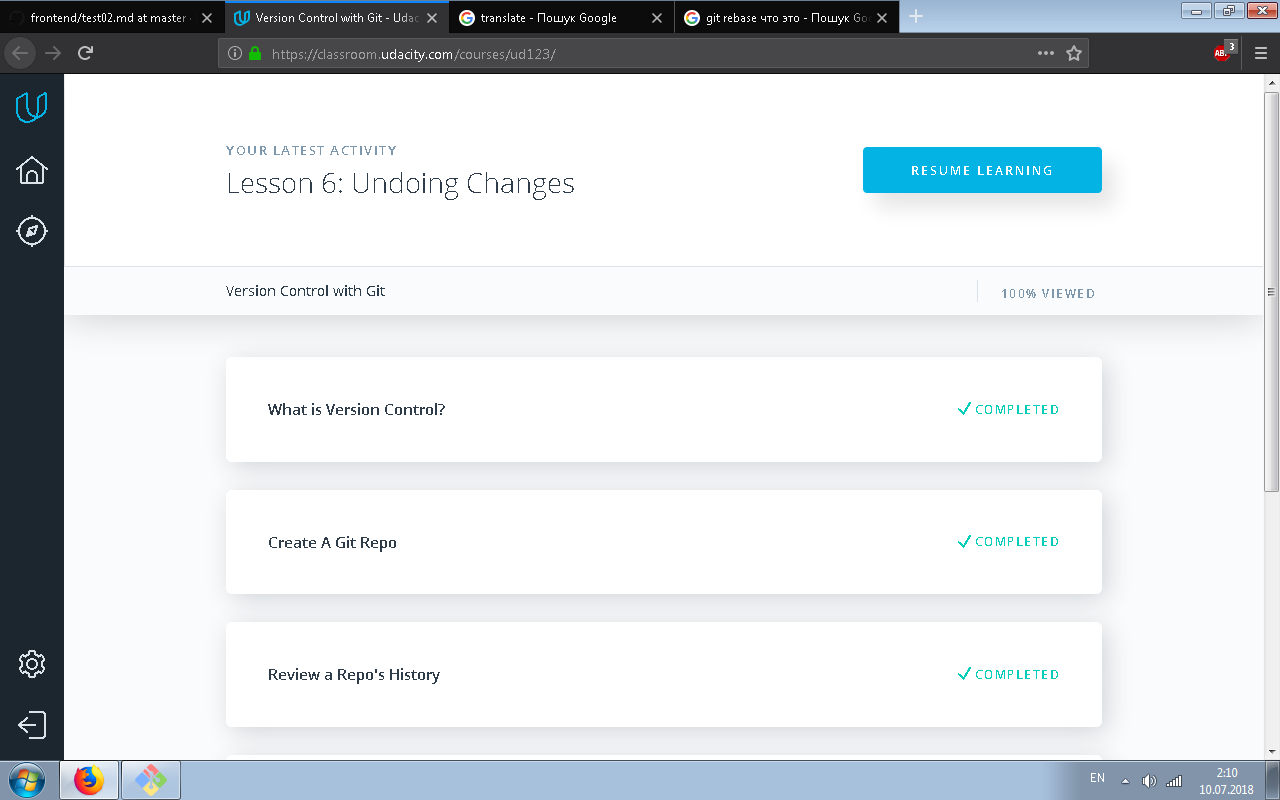 frontend/test02.md at master
Version Control with Git - Udac
translate - Пошук Google
git rebase что это - Пошук Go
https://classroom.udacity.com/courses/ud123/
ABP
3
YOUR LATEST ACTIVITY
Lesson 6: Undoing Changes
RESUME LEARNING
Version Control with Git
100% VIEWED
What is Version Control?
COMPLETED
Create A Git Repo
COMPLETED
Review a Repo's History
COMPLETED
EN
2:10
10.07.2018